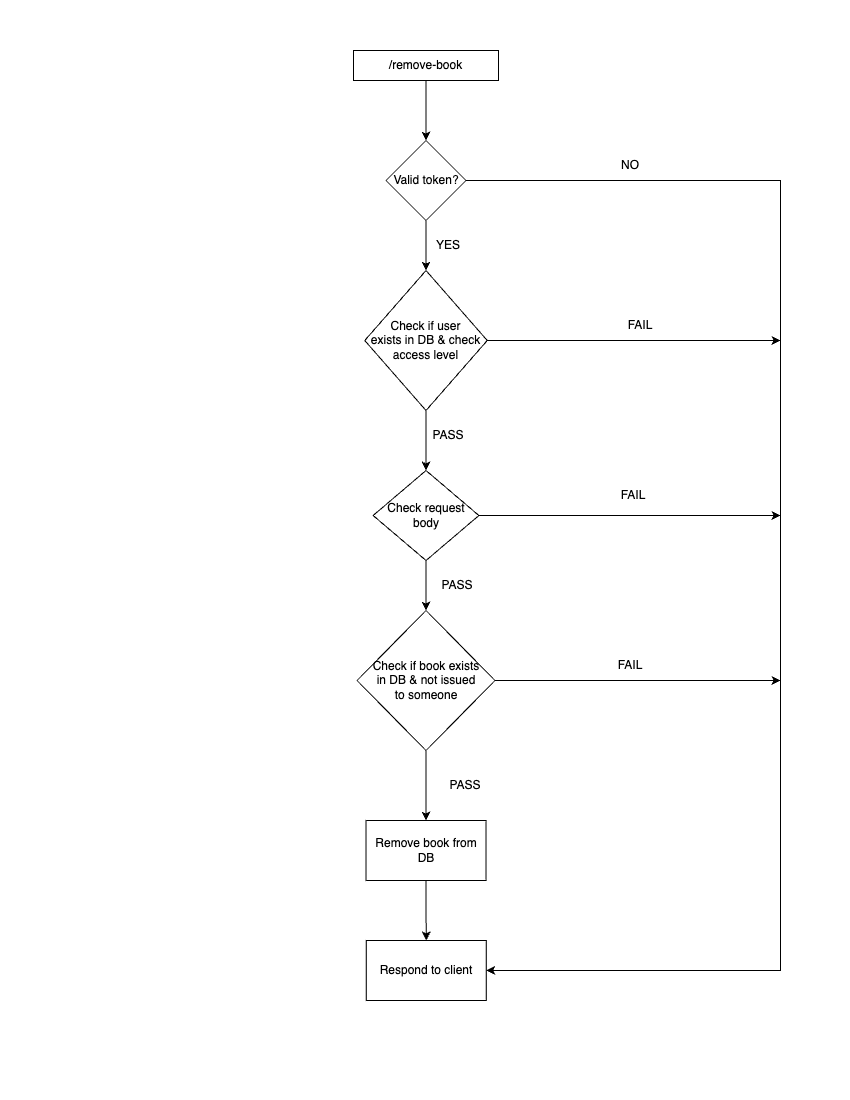 /remove-book
NO
Valid token?
YES
FAIL
Check if user
exists in DB & check
access level
PASS
FAIL
Check request
body
PASS
FAIL
Check if book exists
in DB & not issued
to someone
PASS
Remove book from
DB
Respond to client